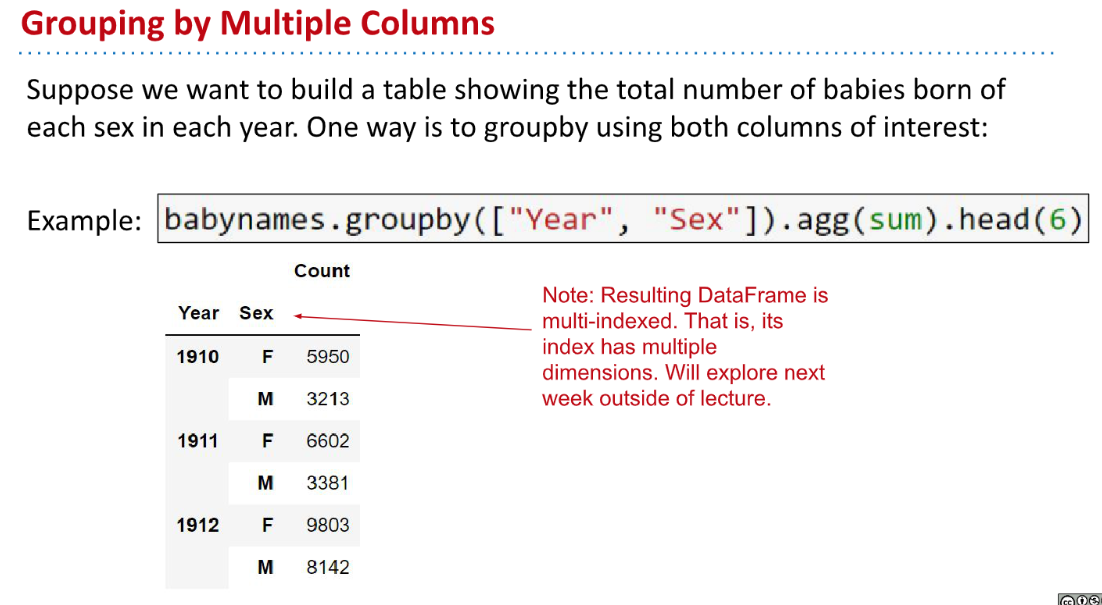 Grouping by Multiple Columns
Suppose we want to build a table showing the total number of babies born of
each sex in each year. One way is to groupby using both columns of interest:
Example: babynames.groupby(["Year", "Sex"]).agg(sum).head(6)
Count
Year Sex
1910 F 5950
M 3213
1911 F 6602
M 3381
1912 F 9803
M 8142
Note: Resulting DataFrame is
multi-indexed. That is, its
index has multiple
dimensions. Will explore next
week outside of lecture.